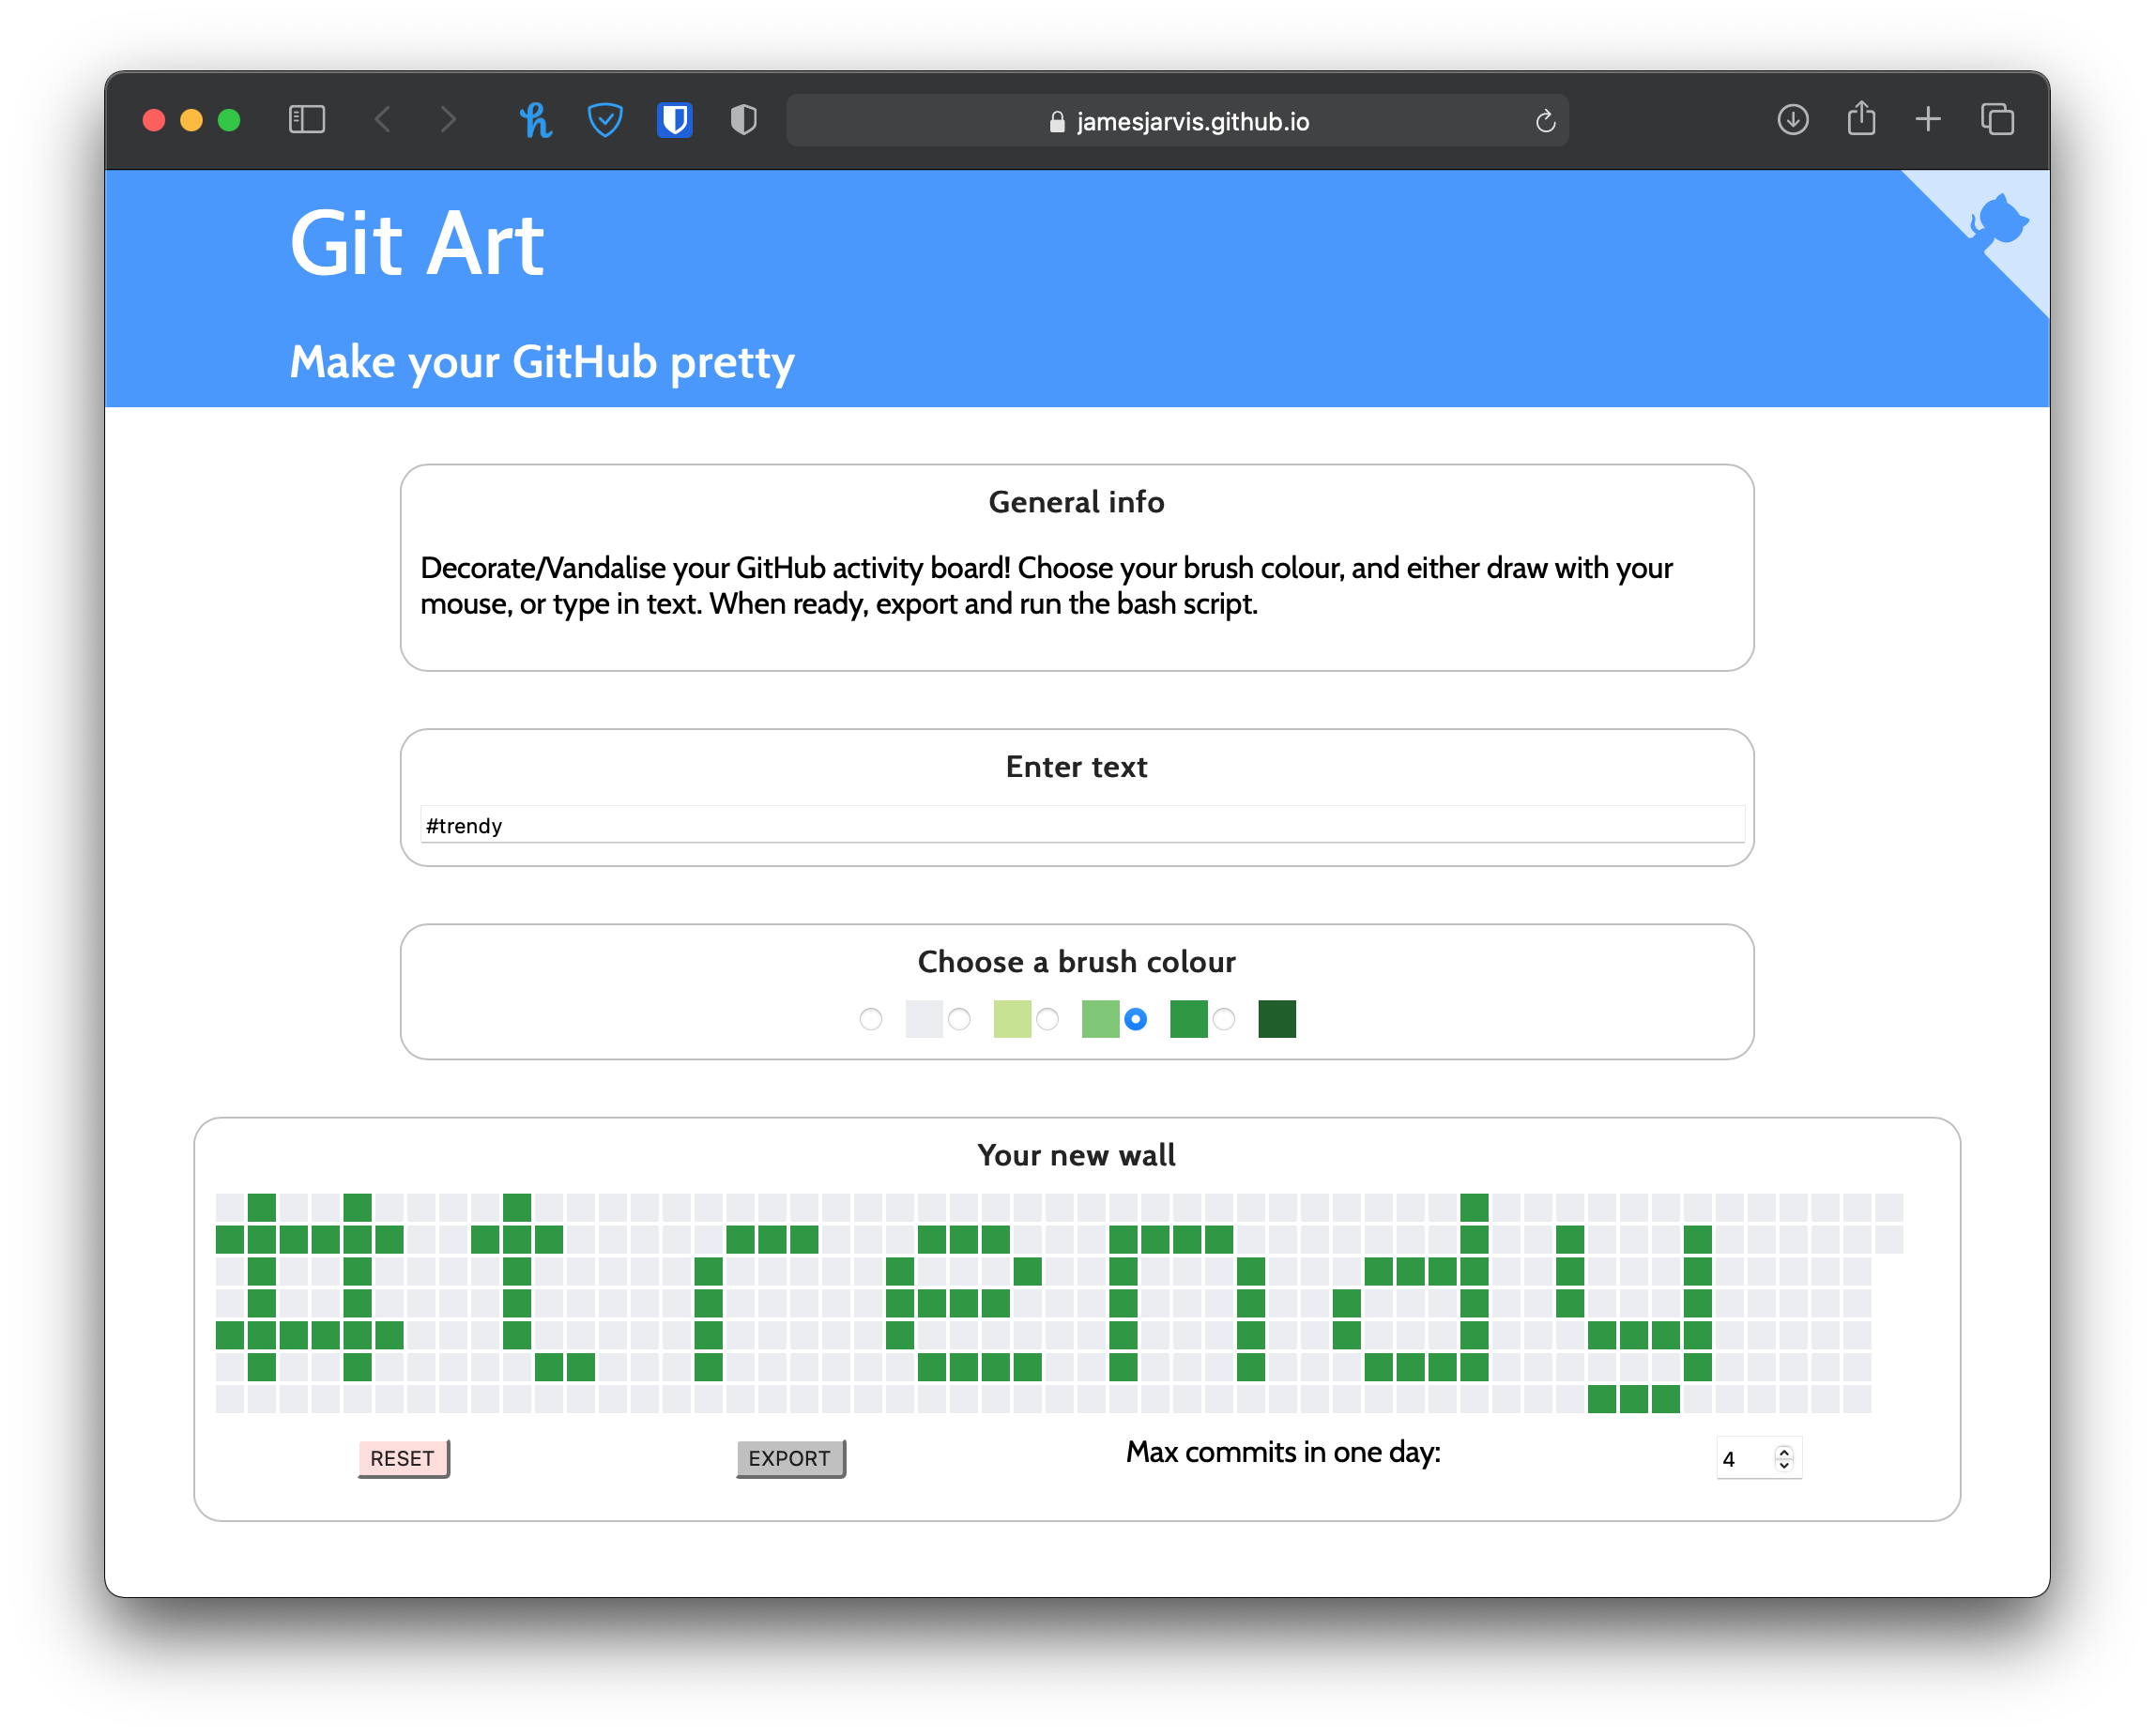 jamesjarvis.github.io
Git Art
Make your GitHub pretty
General info
Decorate/Vandalise your GitHub activity board! Choose your brush colour, and either draw with your
mouse, or type in text. When ready, export and run the bash script.
Enter text
#trendy
Choose a brush colour
Your new wall
#trendy
RESET
EXPORT
Max commits in one day:
4